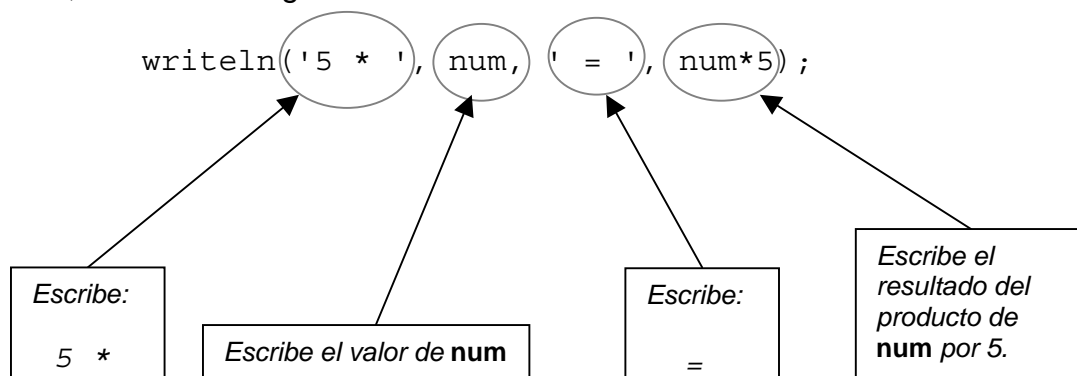 writeln('5 * ', num, ' = ', num*5);
Escribe:
5 *
Escribe el valor de num
Escribe:
=
Escribe el
resultado del
producto de
num por 5.